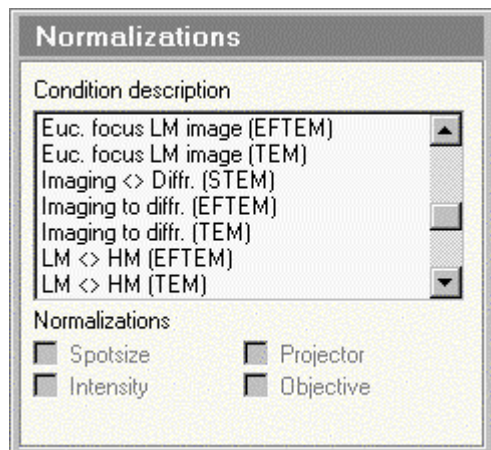 Normalizations
Condition description
Euc. focus LM image (EFTEM)
Euc. focus LM image (TEM)
Imaging <> Diffr. (STEM)
Imaging to diffr. (EFTEM)
Imaging to diffr. (TEM)
LM <> HM (EFTEM)
LM <> HM (TEM)
Normalizations
Spotsize Projector
Intensity Objective